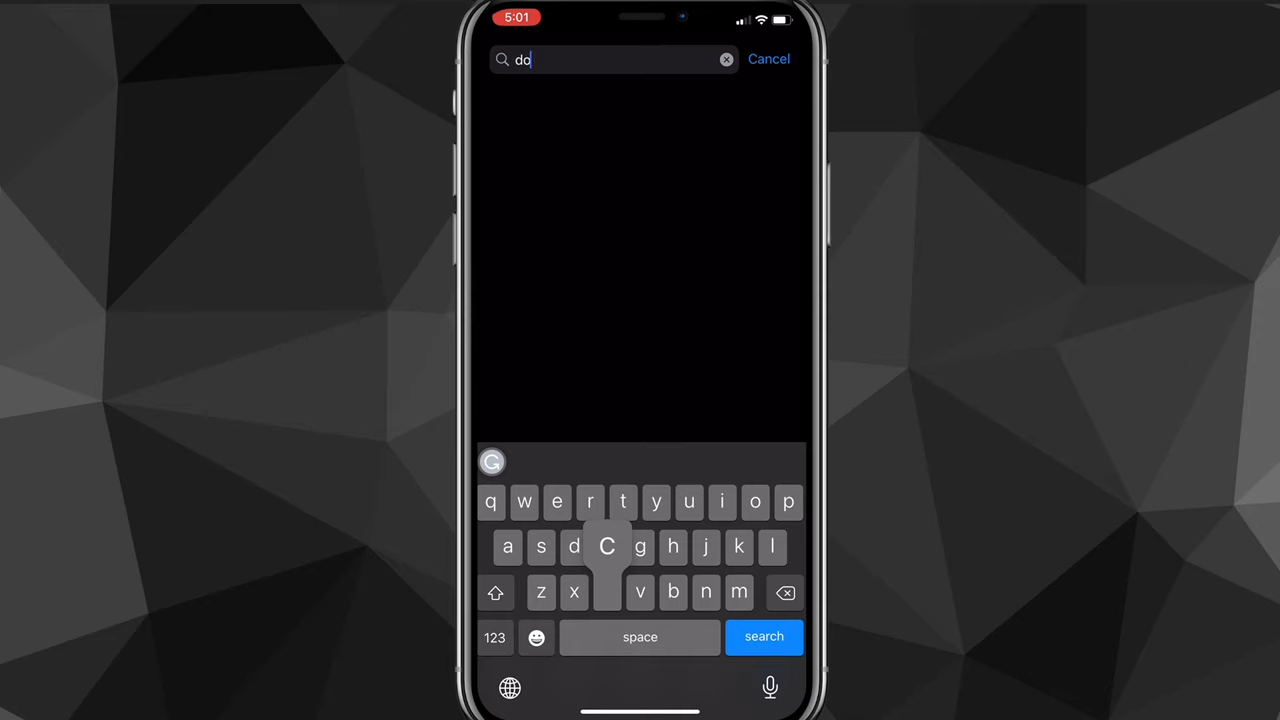 5:01
do
Cancel
q w e r t y u i o p
a s d C g h j k l
z x v b n m
123 space search